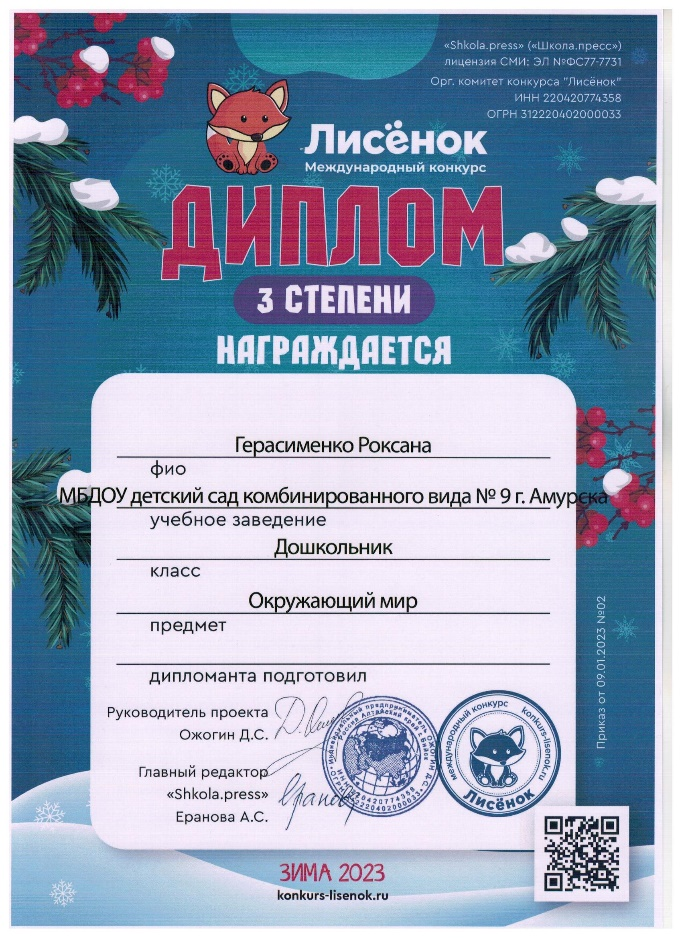 «Shkola.press» («Школа.пресс»)
лицензия СМИ: ЭЛ №ФС77-7731
Орг. комитет конкурса "Лисёнок"
ИНН 220420774358
ОГРН 312220402000033
Лисёнок
Международный конкурс
ДИПЛОМ
3 СТЕПЕНИ
НАГРАЖДАЕТСЯ
Герасименко Роксана
фио
МБДОУ детский сад комбинированного вида № 9 г. Амурска
учебное заведение
Дошкольник
класс
Окружающий мир
предмет
дипломанта подготовил
Руководитель проекта
Ожогин Д.С.
Главный редактор
«Shkola.press»
Еранова А.С.
международный конкурс
konkurs-lisenok.ru
Лисёнок
Приказ от 09.01.2023 №02
ЗИМА 2023
konkurs-lisenok.ru